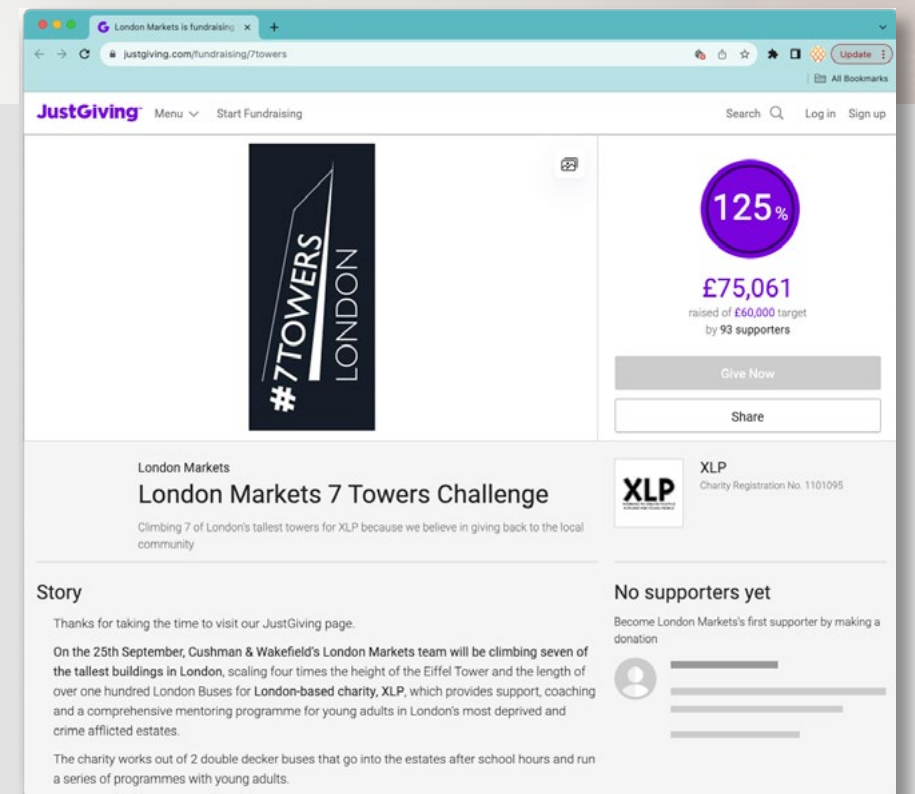 London Markets is fundraising
justgiving.com/fundraising/7towers
Update
All Bookmarks
JustGiving
Menu
Start Fundraising
Search
Log in
Sign up
#7TOWERS
LONDON
125%
£75,061
raised of £60,000 target
by 93 supporters
Give Now
Share
London Markets
London Markets 7 Towers Challenge
Climbing 7 of London's tallest towers for XLP because we believe in giving back to the local
community
XLP
XLP
Charity Registration No. 1101095
Story
Thanks for taking the time to visit our JustGiving page.
On the 25th September, Cushman & Wakefield's London Markets team will be climbing seven of
the tallest buildings in London, scaling four times the height of the Eiffel Tower and the length of
over one hundred London Buses for London-based charity, XLP, which provides support, coaching
and a comprehensive mentoring programme for young adults in London's most deprived and
crime afflicted estates.
The charity works out of 2 double decker buses that go into the estates after school hours and run
a series of programmes with young adults.
No supporters yet
Become London Markets's first supporter by making a
donation